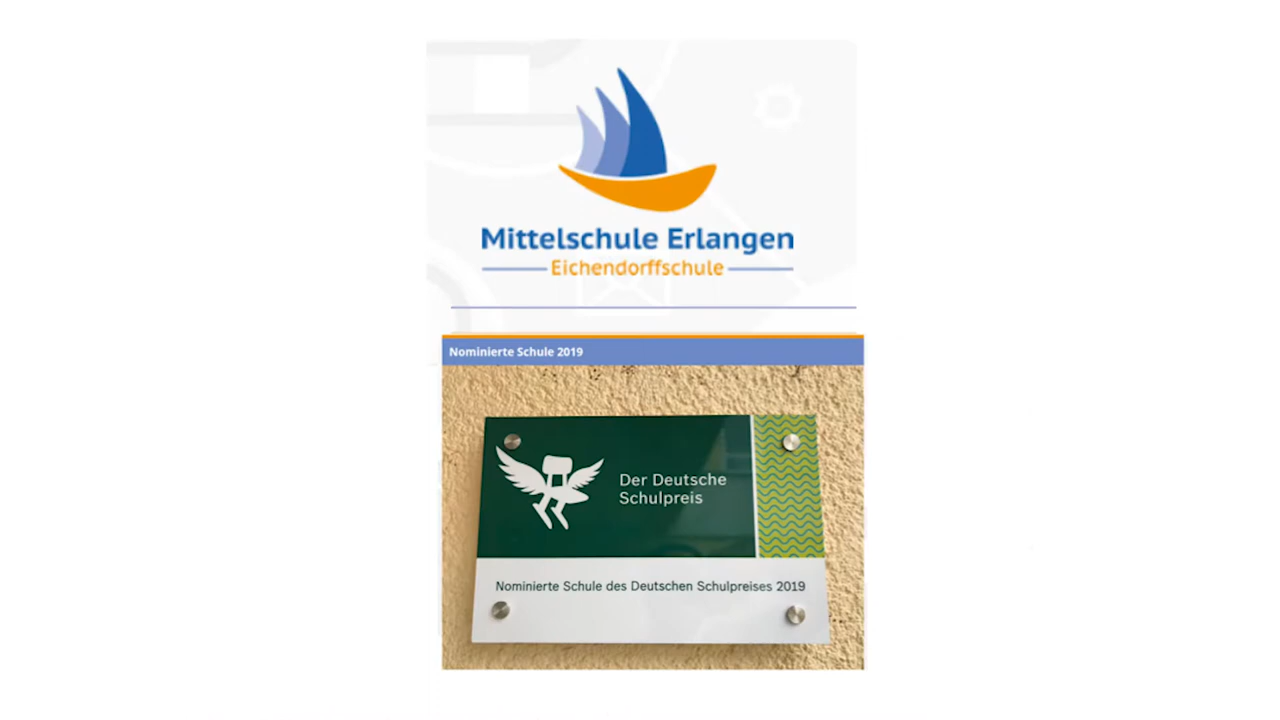 Mittelschule Erlangen
Eichendorffschule
Nominierte Schule 2019
Der Deutsche
Schulpreis
Nominierte Schule des Deutschen Schulpreises 2019